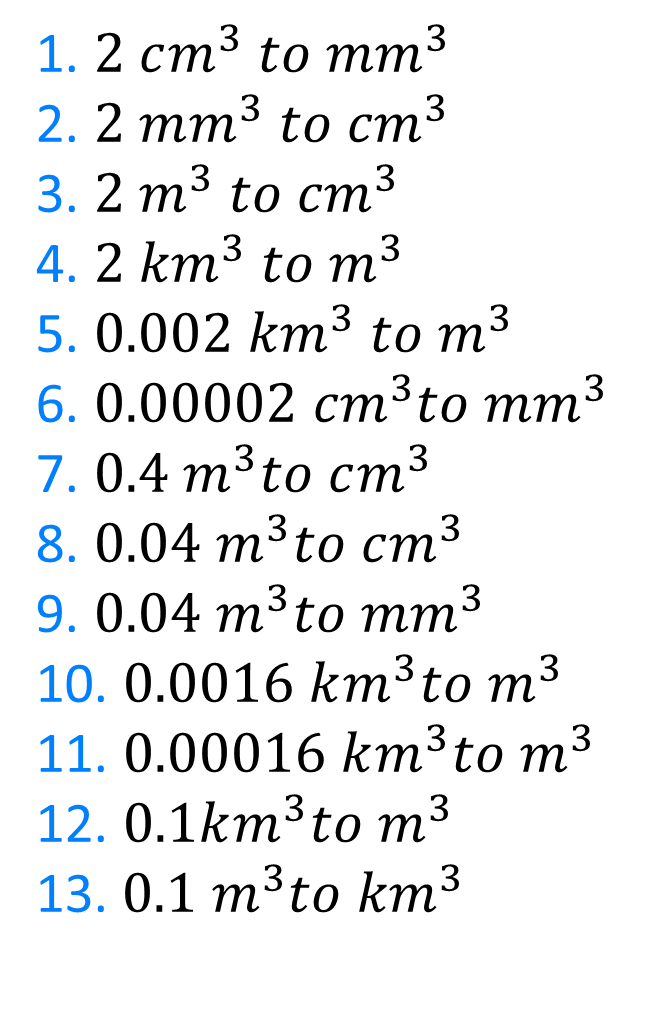 1. 2 cm³ to mm³
2. 2 mm³ to cm³
3. 2 m³ to cm³
4. 2 km³ to m³
5. 0.002 km³ to m³
6. 0.00002 cm³to mm³
7. 0.4 m³to cm³
8. 0.04 m³to cm³
9. 0.04 m³to mm³
10. 0.0016 km³to m³
11. 0.00016 km³to m³
12. 0.1km³to m³
13. 0.1 m³to km³